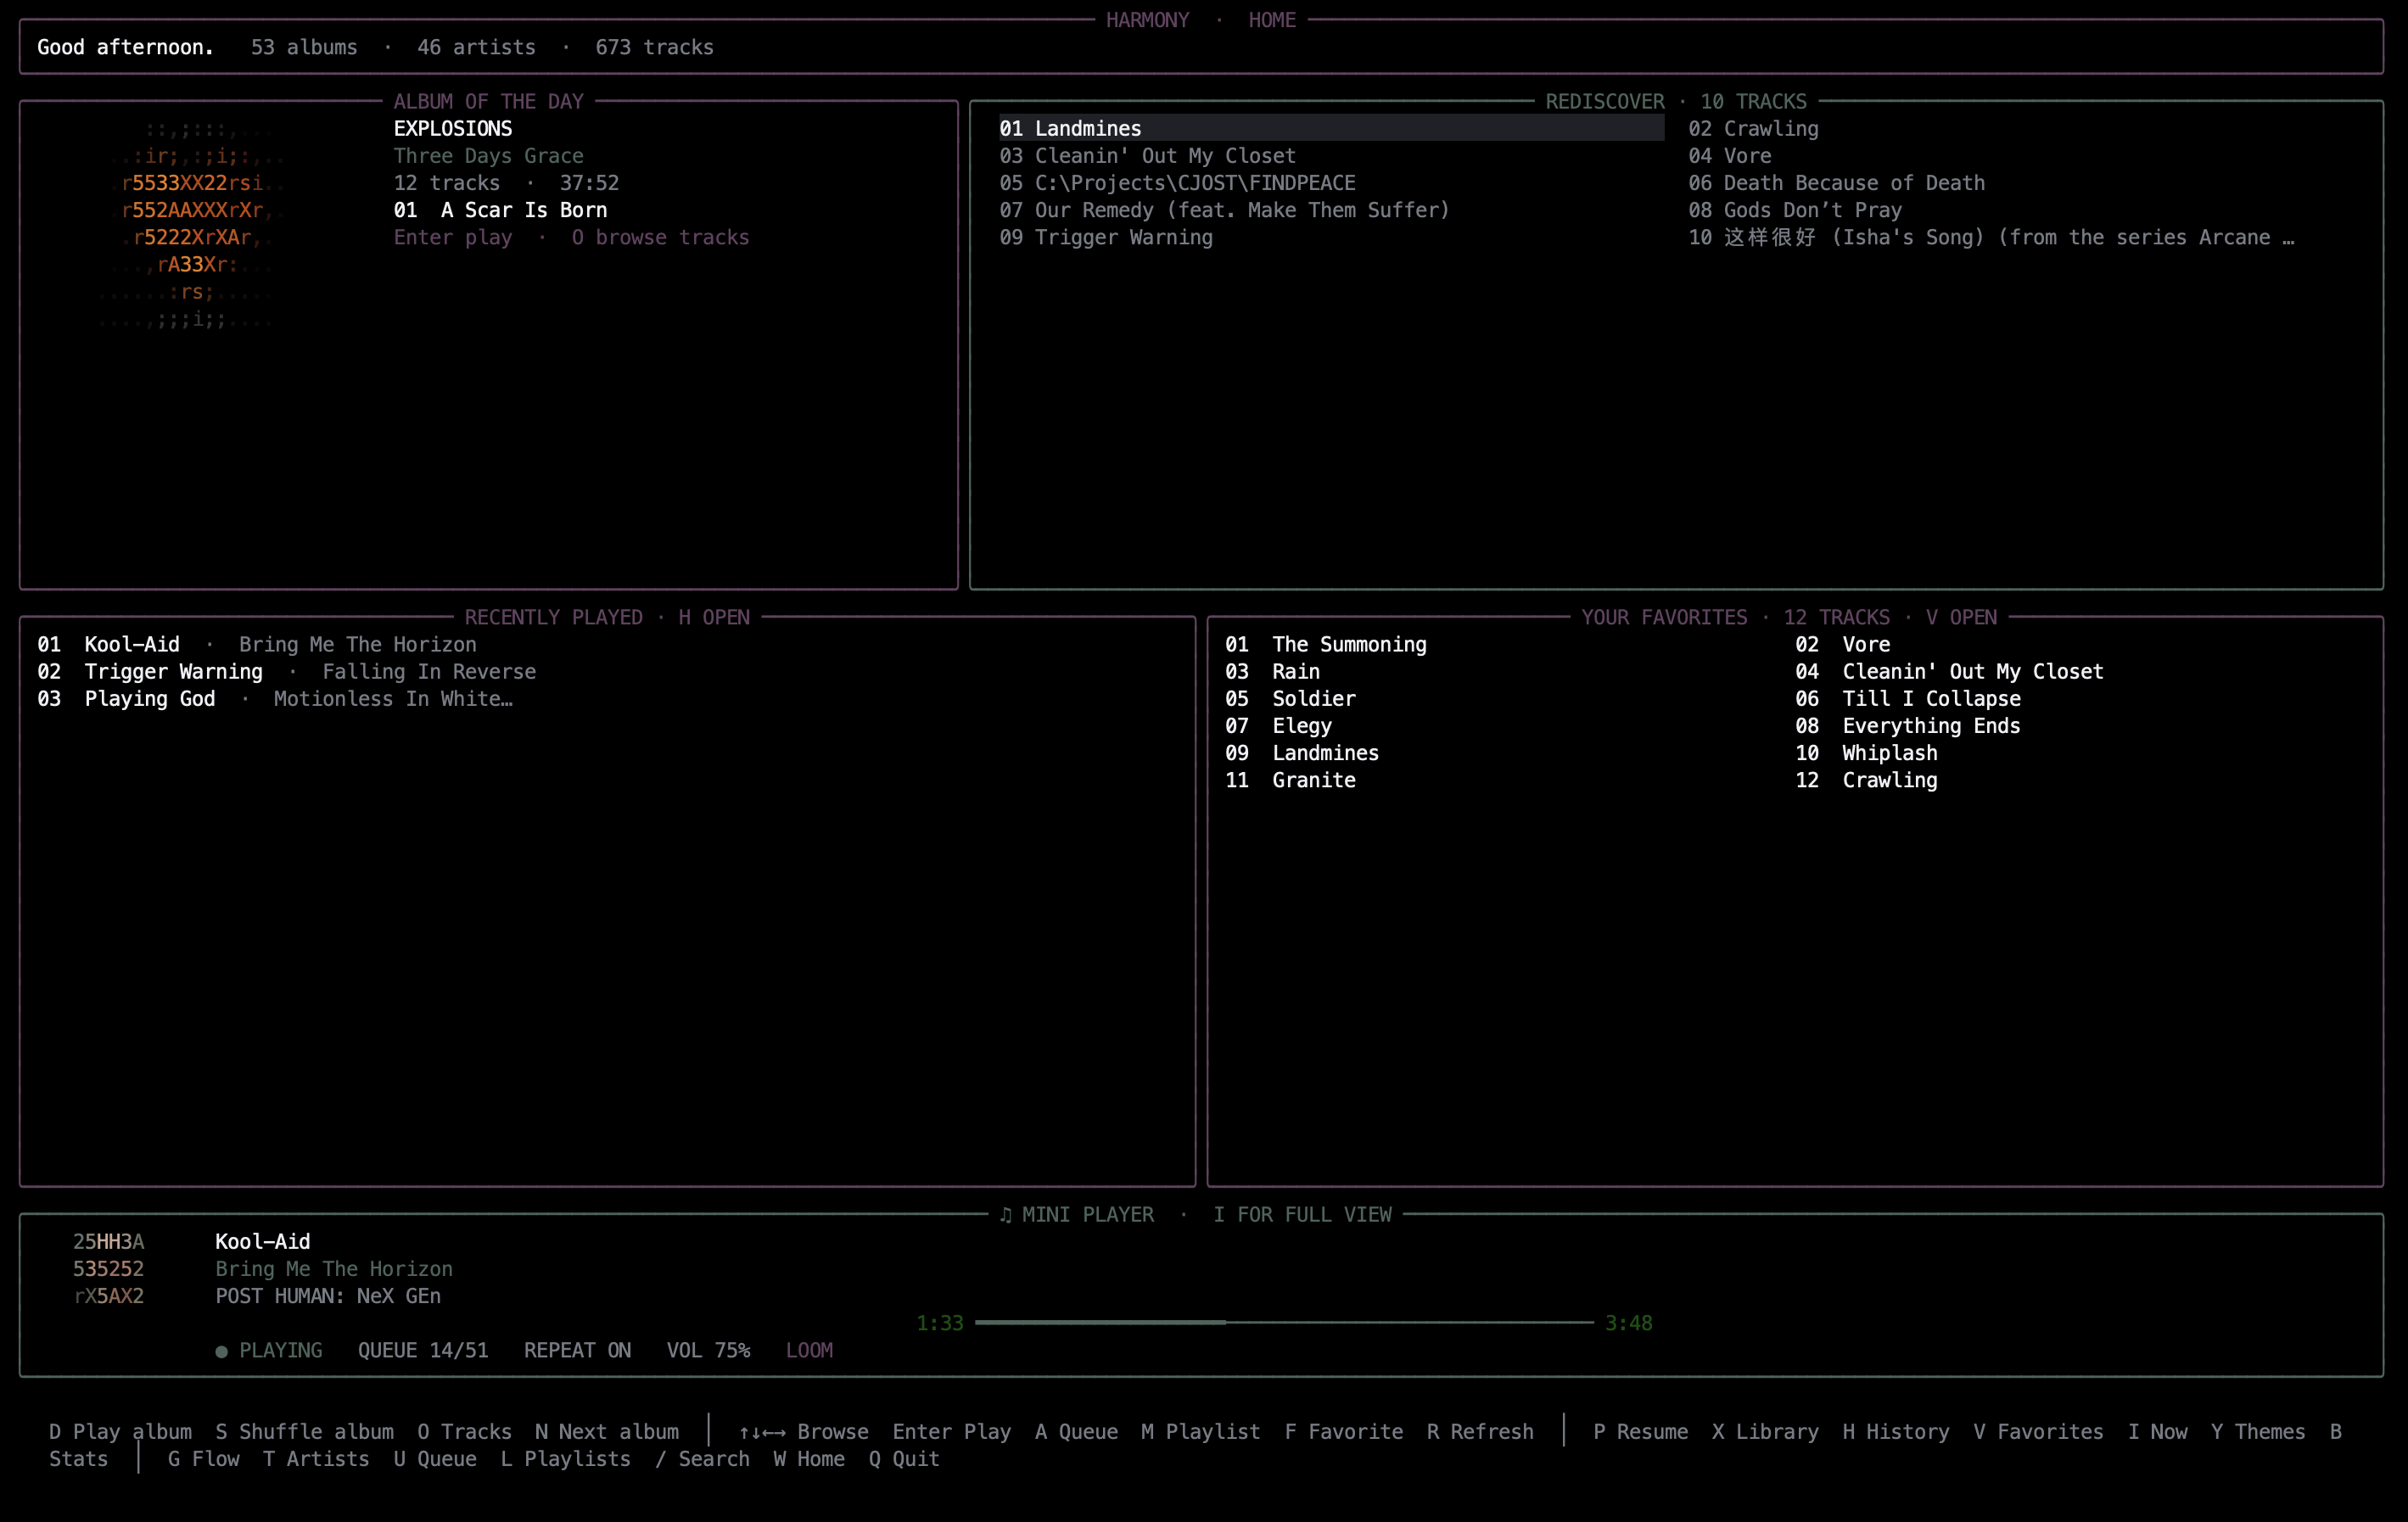 HARMONY · HOME
Good afternoon. 53 albums · 46 artists · 673 tracks
ALBUM OF THE DAY
::,;:::,...
..:ir;,:;i;:,..
.r5533XX22rsi..
.r552AAXXXrXr,.
.r5222XrXAr,.
...,rA33Xr:...
......:rs;.....
....,;;;i;;....
EXPLOSIONS
Three Days Grace
12 tracks · 37:52
01 A Scar Is Born
Enter play · O browse tracks
REDISCOVER · 10 TRACKS
01 Landmines 02 Crawling
03 Cleanin' Out My Closet 04 Vore
05 C:\Projects\CJOST\FINDPEACE 06 Death Because of Death
07 Our Remedy (feat. Make Them Suffer) 08 Gods Don’t Pray
09 Trigger Warning 10 这样很好 (Isha's Song) (from the series Arcane …
RECENTLY PLAYED · H OPEN
01 Kool–Aid · Bring Me The Horizon
02 Trigger Warning · Falling In Reverse
03 Playing God · Motionless In White…
YOUR FAVORITES · 12 TRACKS · V OPEN
01 The Summoning 02 Vore
03 Rain 04 Cleanin' Out My Closet
05 Soldier 06 Till I Collapse
07 Elegy 08 Everything Ends
09 Landmines 10 Whiplash
11 Granite 12 Crawling
♫ MINI PLAYER · I FOR FULL VIEW
25HH3A Kool–Aid
535252 Bring Me The Horizon
rX5AX2 POST HUMAN: NeX GEn
1:33 3:48
● PLAYING QUEUE 14/51 REPEAT ON VOL 75% LOOM
D Play album S Shuffle album O Tracks N Next album │ ↑↓←→ Browse Enter Play A Queue M Playlist F Favorite R Refresh │ P Resume X Library H History V Favorites I Now Y Themes B
Stats │ G Flow T Artists U Queue L Playlists / Search W Home Q Quit